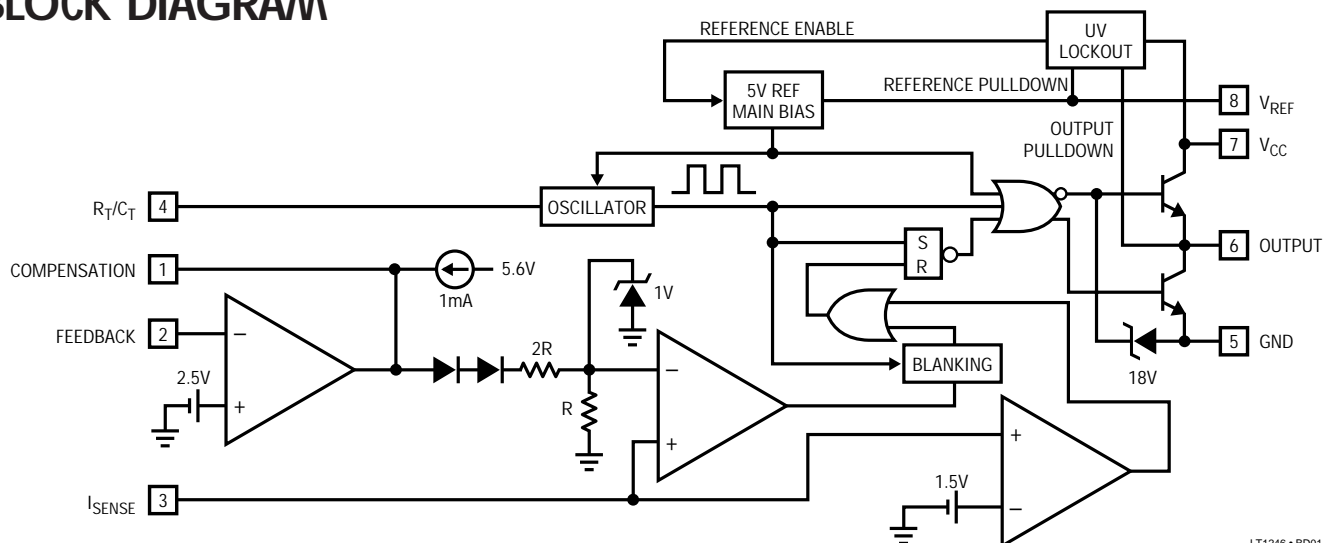 BLOCK DIAGRAM
REFERENCE ENABLE
UV
LOCKOUT
5V REF
MAIN BIAS
REFERENCE PULLDOWN
8 VREF
OUTPUT
PULLDOWN
7 VCC
RT/CT 4
OSCILLATOR
S
R
6 OUTPUT
COMPENSATION 1
5.6V
1mA
1V
FEEDBACK 2
−
2R
−
BLANKING
5 GND
18V
2.5V
+
R
+
+
ISENSE 3
1.5V
−
LT1246 • BD01